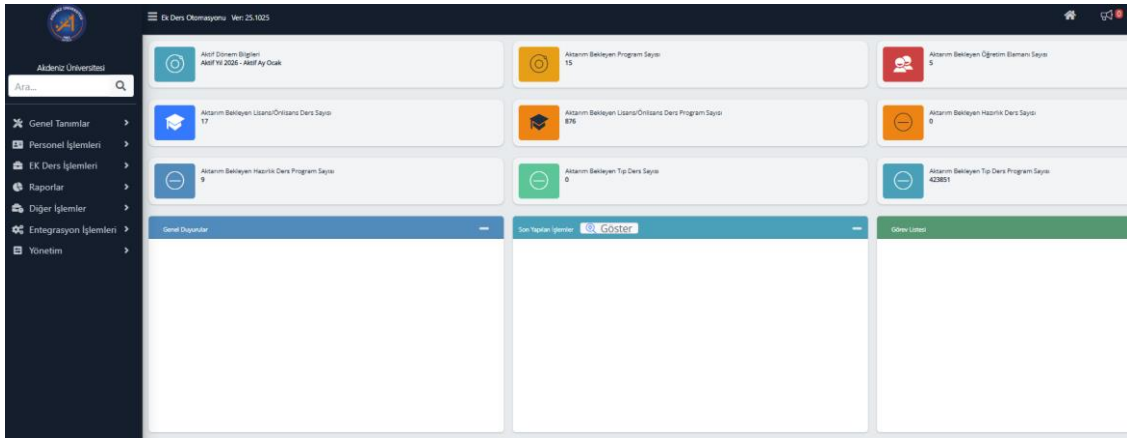 Ek Ders Otomasyonu Ver: 25.1025
0
Akdeniz Üniversitesi
Ara...
Genel Tanımlar
Personel İşlemleri
EK Ders İşlemleri
Raporlar
Diğer İşlemler
Entegrasyon İşlemleri
Yönetim
Aktif Dönem Bilgileri
Aktif Yıl 2026 - Aktif Ay Ocak
Aktarım Bekleyen Program Sayısı
15
Aktarım Bekleyen Öğretim Elemanı Sayısı
5
Aktarım Bekleyen Lisans/Önlisans Ders Sayısı
17
Aktarım Bekleyen Lisans/Önlisans Ders Program Sayısı
876
Aktarım Bekleyen Hazırlık Ders Sayısı
0
Aktarım Bekleyen Hazırlık Ders Program Sayısı
9
Aktarım Bekleyen Tıp Ders Sayısı
0
Aktarım Bekleyen Tıp Ders Program Sayısı
423851
Genel Duyurular
Son Yapılan İşlemler Göster
Görev Listesi